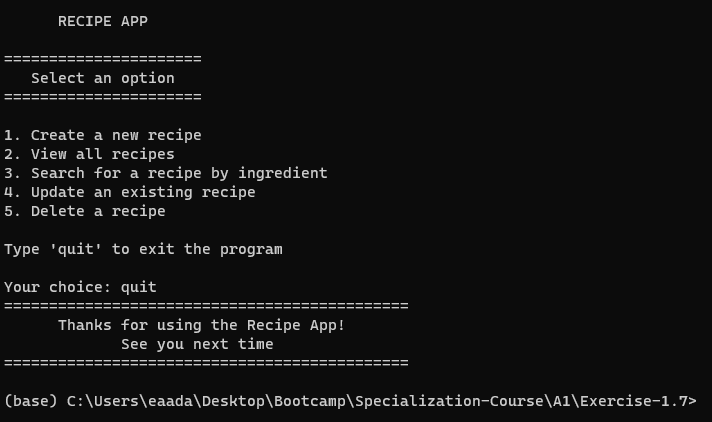 RECIPE APP
======================
Select an option
======================
1. Create a new recipe
2. View all recipes
3. Search for a recipe by ingredient
4. Update an existing recipe
5. Delete a recipe
Type 'quit' to exit the program
Your choice: quit
=============================================
Thanks for using the Recipe App!
See you next time
=============================================
(base) C:\Users\eaada\Desktop\Bootcamp\Specialization-Course\A1\Exercise-1.7>